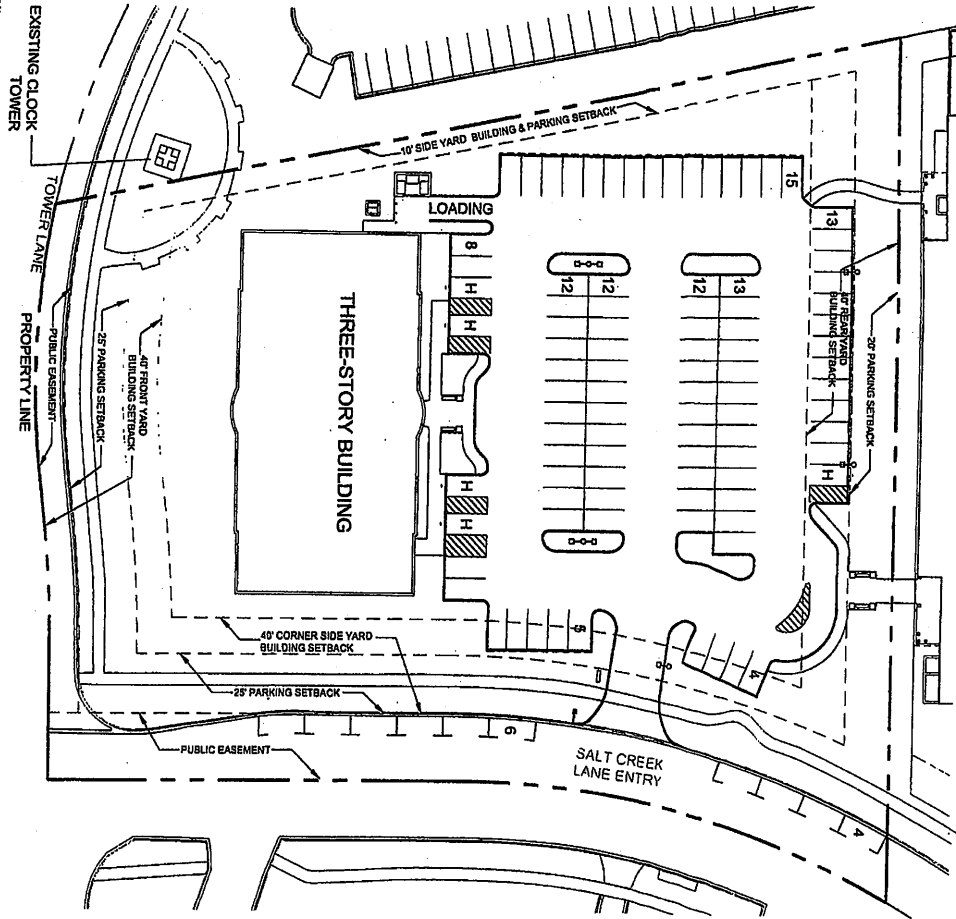 EXISTING CLOCK
TOWER
TOWER LANE
PROPERTY LINE
PUBLIC EASEMENT
25' PARKING SETBACK
40' FRONT YARD
BUILDING SETBACK
10' SIDE YARD BUILDING & PARKING SETBACK
LOADING
15
13
8
H
H
12
12
12
13
40' REAR YARD
BUILDING SETBACK
20' PARKING SETBACK
THREE-STORY BUILDING
H
H
H
5
4
40' CORNER SIDE YARD
BUILDING SETBACK
25' PARKING SETBACK
PUBLIC EASEMENT
6
SALT CREEK
LANE ENTRY
4